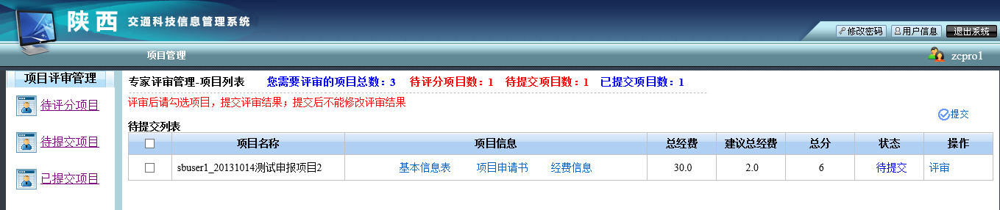 陕西 交通科技信息管理系统
修改密码 用户信息 退出系统
项目管理 zcpro1
项目评审管理
待评分项目
待提交项目
已提交项目
专家评审管理-项目列表 您需要评审的项目总数：3 待评分项目数：1 待提交项目数：1 已提交项目数：1
评审后请勾选项目，提交评审结果；提交后不能修改评审结果
提交
待提交列表
项目名称 项目信息 总经费 建议总经费 总分 状态 操作
sbuser1_20131014测试申报项目2 基本信息表 项目申请书 经费信息 30.0 2.0 6 待提交 评审